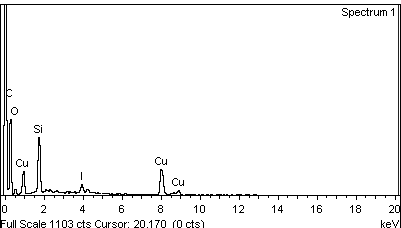 Spectrum 1
C
O
Si
Cu
I
Cu
Cu
0 2 4 6 8 10 12 14 16 18 20
Full Scale 1103 cts Cursor: 20.170 (0 cts) keV